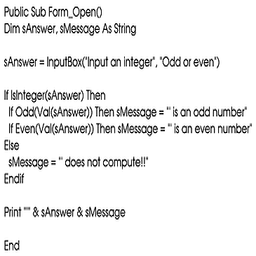 Public Sub Form_Open()
Dim sAnswer, sMessage As String
sAnswer = InputBox("Input an integer", "Odd or even")
If IsInteger(sAnswer) Then
If Odd(Val(sAnswer)) Then sMessage = "' is an odd number"
If Even(Val(sAnswer)) Then sMessage = "' is an even number"
Else
sMessage = "' does not compute!!"
Endif
Print "'" & sAnswer & sMessage
End